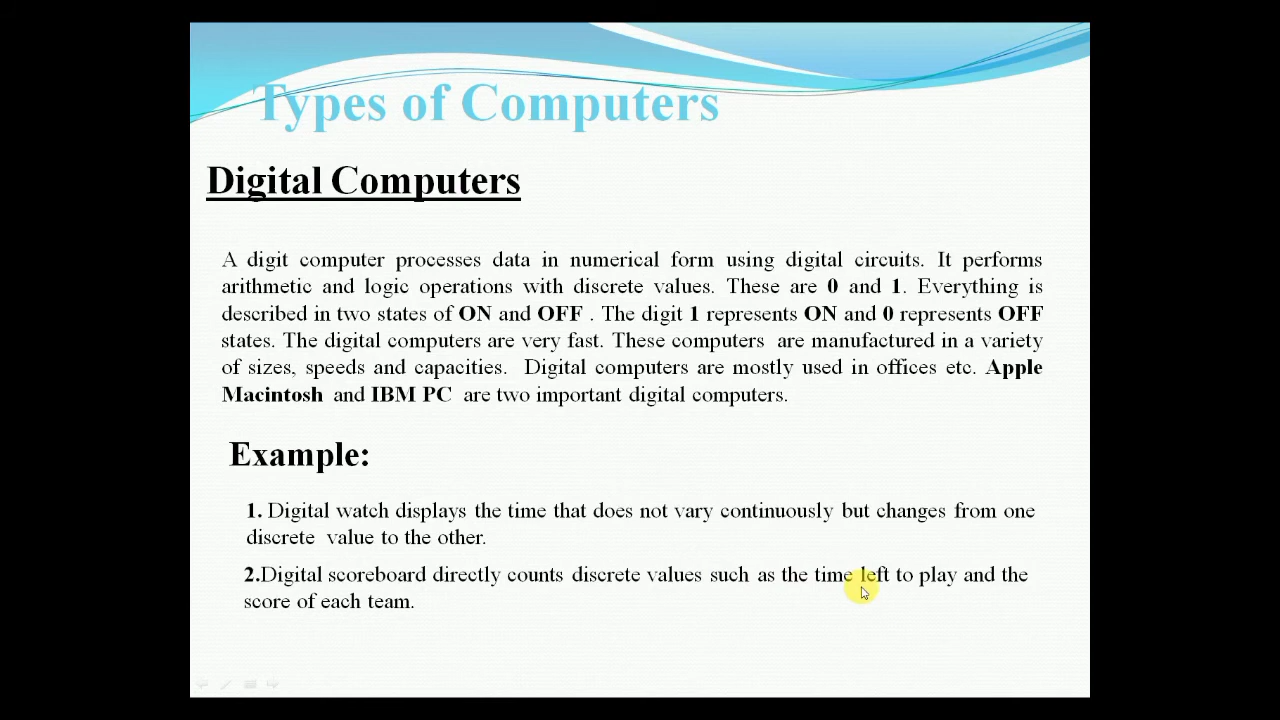 Types of Computers
Digital Computers
A digit computer processes data in numerical form using digital circuits. It performs
arithmetic and logic operations with discrete values. These are 0 and 1. Everything is
described in two states of ON and OFF . The digit 1 represents ON and 0 represents OFF
states. The digital computers are very fast. These computers are manufactured in a variety
of sizes, speeds and capacities. Digital computers are mostly used in offices etc. Apple
Macintosh and IBM PC are two important digital computers.
Example:
1. Digital watch displays the time that does not vary continuously but changes from one
discrete value to the other.
2.Digital scoreboard directly counts discrete values such as the time left to play and the
score of each team.